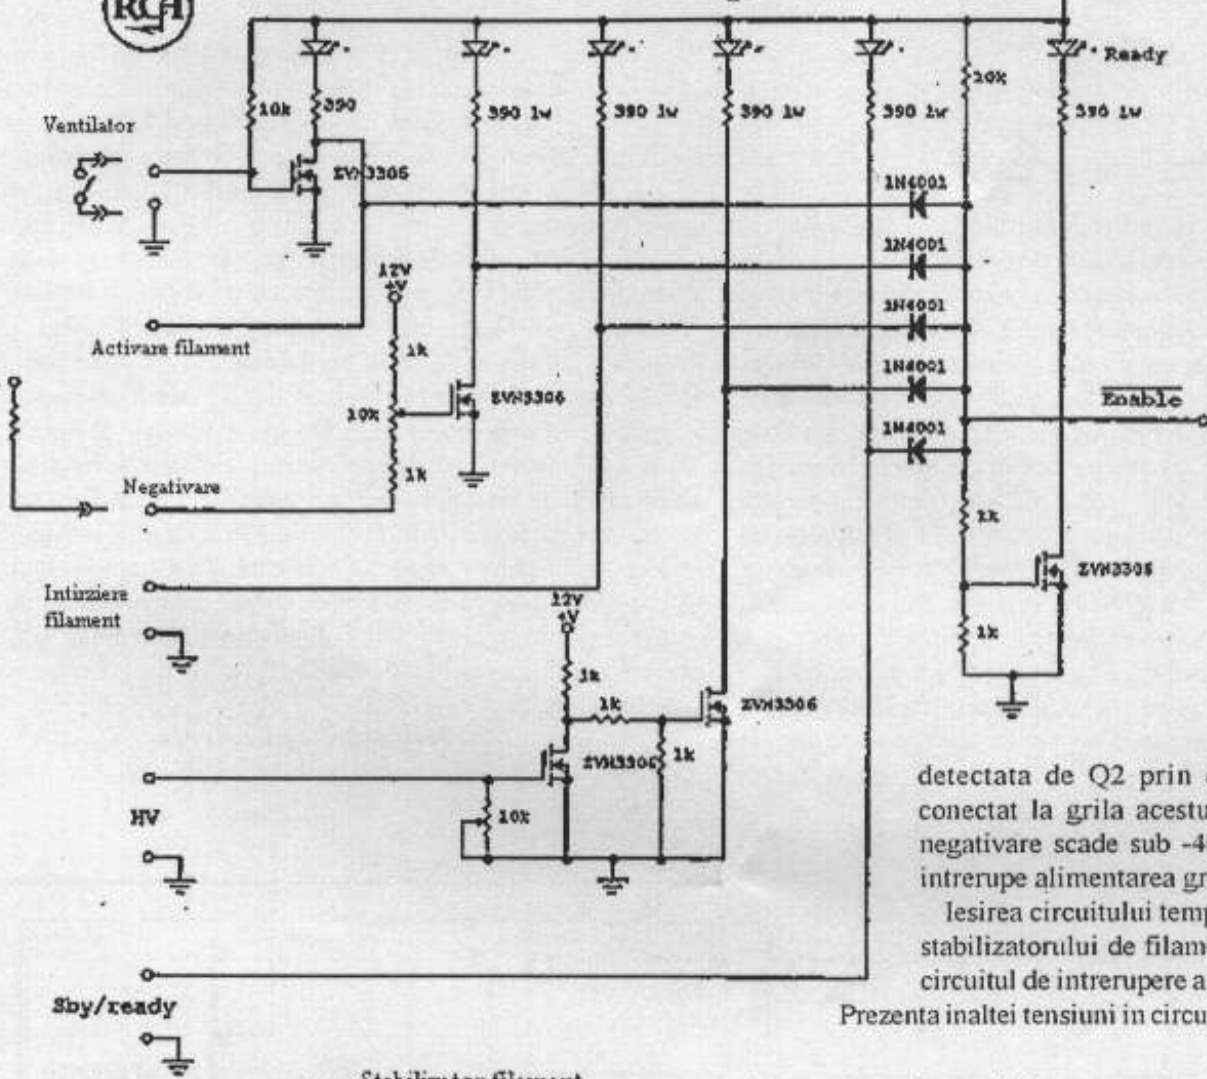 RCA
Ready
10k
390
390 1w
390 1w
390 1w
390 1w
10k
390 1w
Ventilator
ZVN3306
1N4001
1N4001
12V
+V
1N4001
Activare filament
1k
1N4001
10k
ZVN3306
Enable
1N4001
1k
Negativare
1k
Intirziere
filament
12V
+V
ZVN3306
1k
1k
1k
ZVN3306
ZVN3306
1k
HV
10k
detectata de Q2 prin
conectat la grila acestu
negativare scade sub -4
intrerupe alimentarea gr
Iesirea circuitului temp
stabilizatorului de filam
circuitul de intrerupere a
Prezenta inaltei tensiuni in circu
Sby/ready
Stabilizator filament